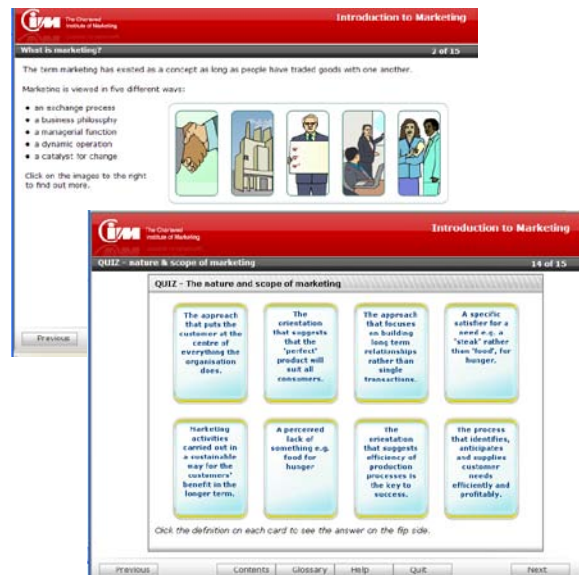 CIM
The Chartered
Institute of Marketing
Introduction to Marketing
What is marketing?
2 of 15
The term marketing has existed as a concept as long as people have traded goods with one another.
Marketing is viewed in five different ways:
• an exchange process
• a business philosophy
• a managerial function
• a dynamic operation
• a catalyst for change
Click on the images to the right
to find out more.
Previous
CIM
The Chartered
Institute of Marketing
Introduction to Marketing
QUIZ - nature & scope of marketing
14 of 15
QUIZ - The nature and scope of marketing
The approach
that puts the
customer at the
centre of
everything the
organisation
does.
The
orientation
that suggests
that the
'perfect'
product will
suit all
consumers.
The approach
that focuses
on building
long term
relationships
rather than
single
transactions.
A specific
satisfier for a
need e.g. a
'steak' rather
than 'food', for
hunger.
Marketing
activities
carried out in
a sustainable
way for the
customers'
benefit in the
longer term.
A perceived
lack of
something e.g.
food for
hunger
The
orientation
that suggests
efficiency of
production
processes is
the key to
success.
The process
that identifies,
anticipates
and supplies
customer
needs
efficiently and
profitably.
Click the definition on each card to see the answer on the flip side.
Previous
Contents
Glossary
Help
Quit
Next